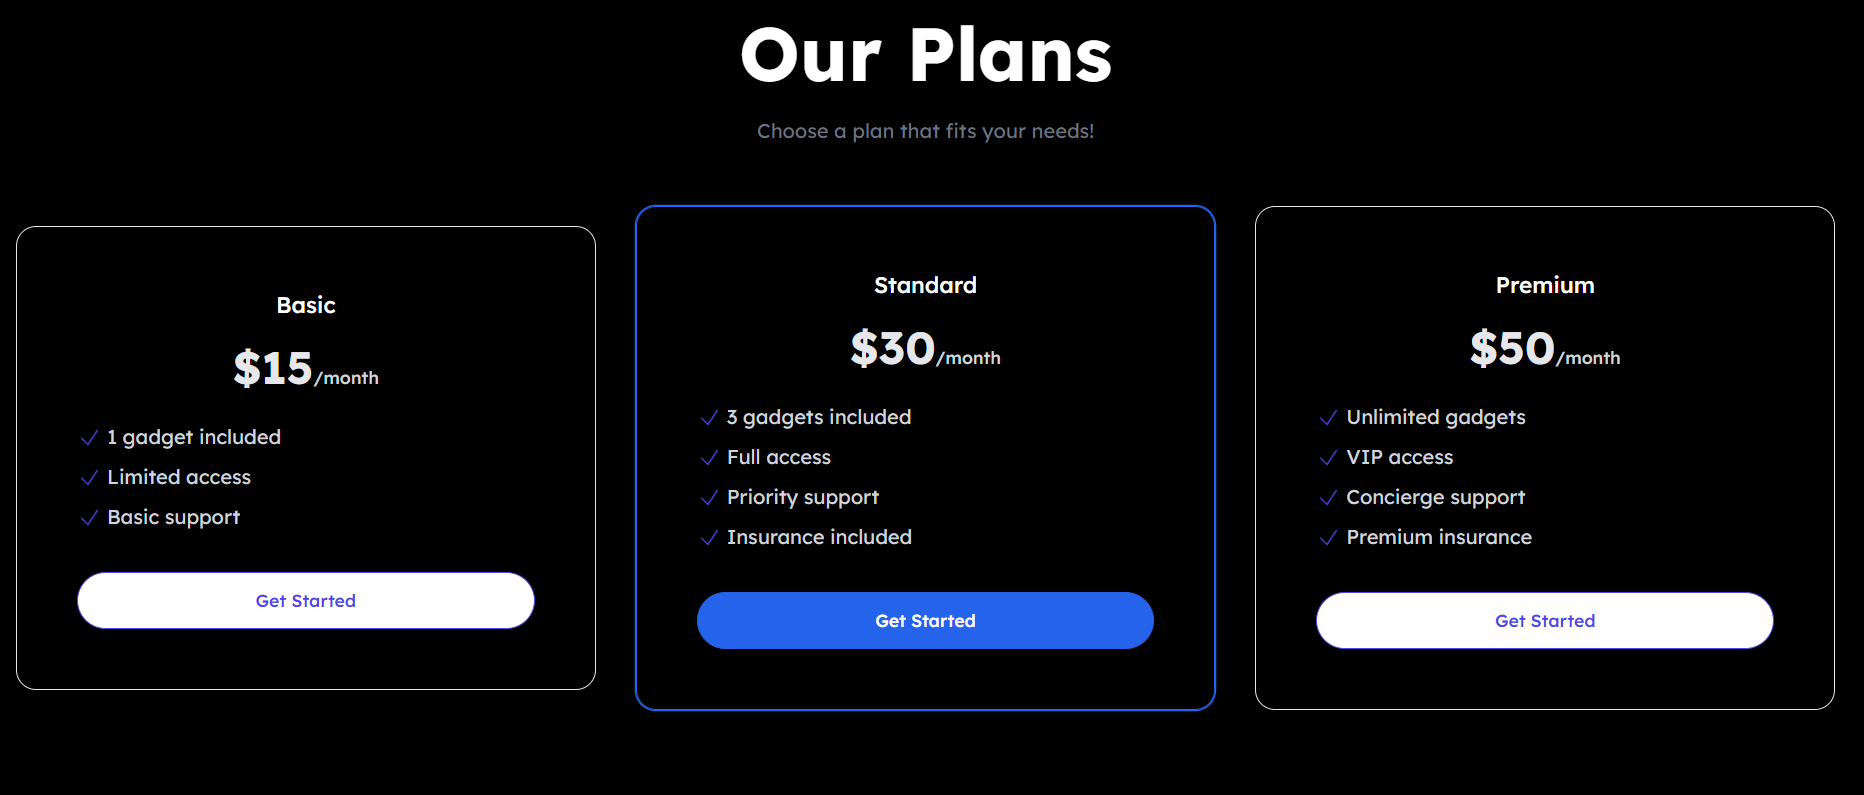 Our Plans
Choose a plan that fits your needs!
Basic
$15/month
1 gadget included
Limited access
Basic support
Get Started
Standard
$30/month
3 gadgets included
Full access
Priority support
Insurance included
Get Started
Premium
$50/month
Unlimited gadgets
VIP access
Concierge support
Premium insurance
Get Started